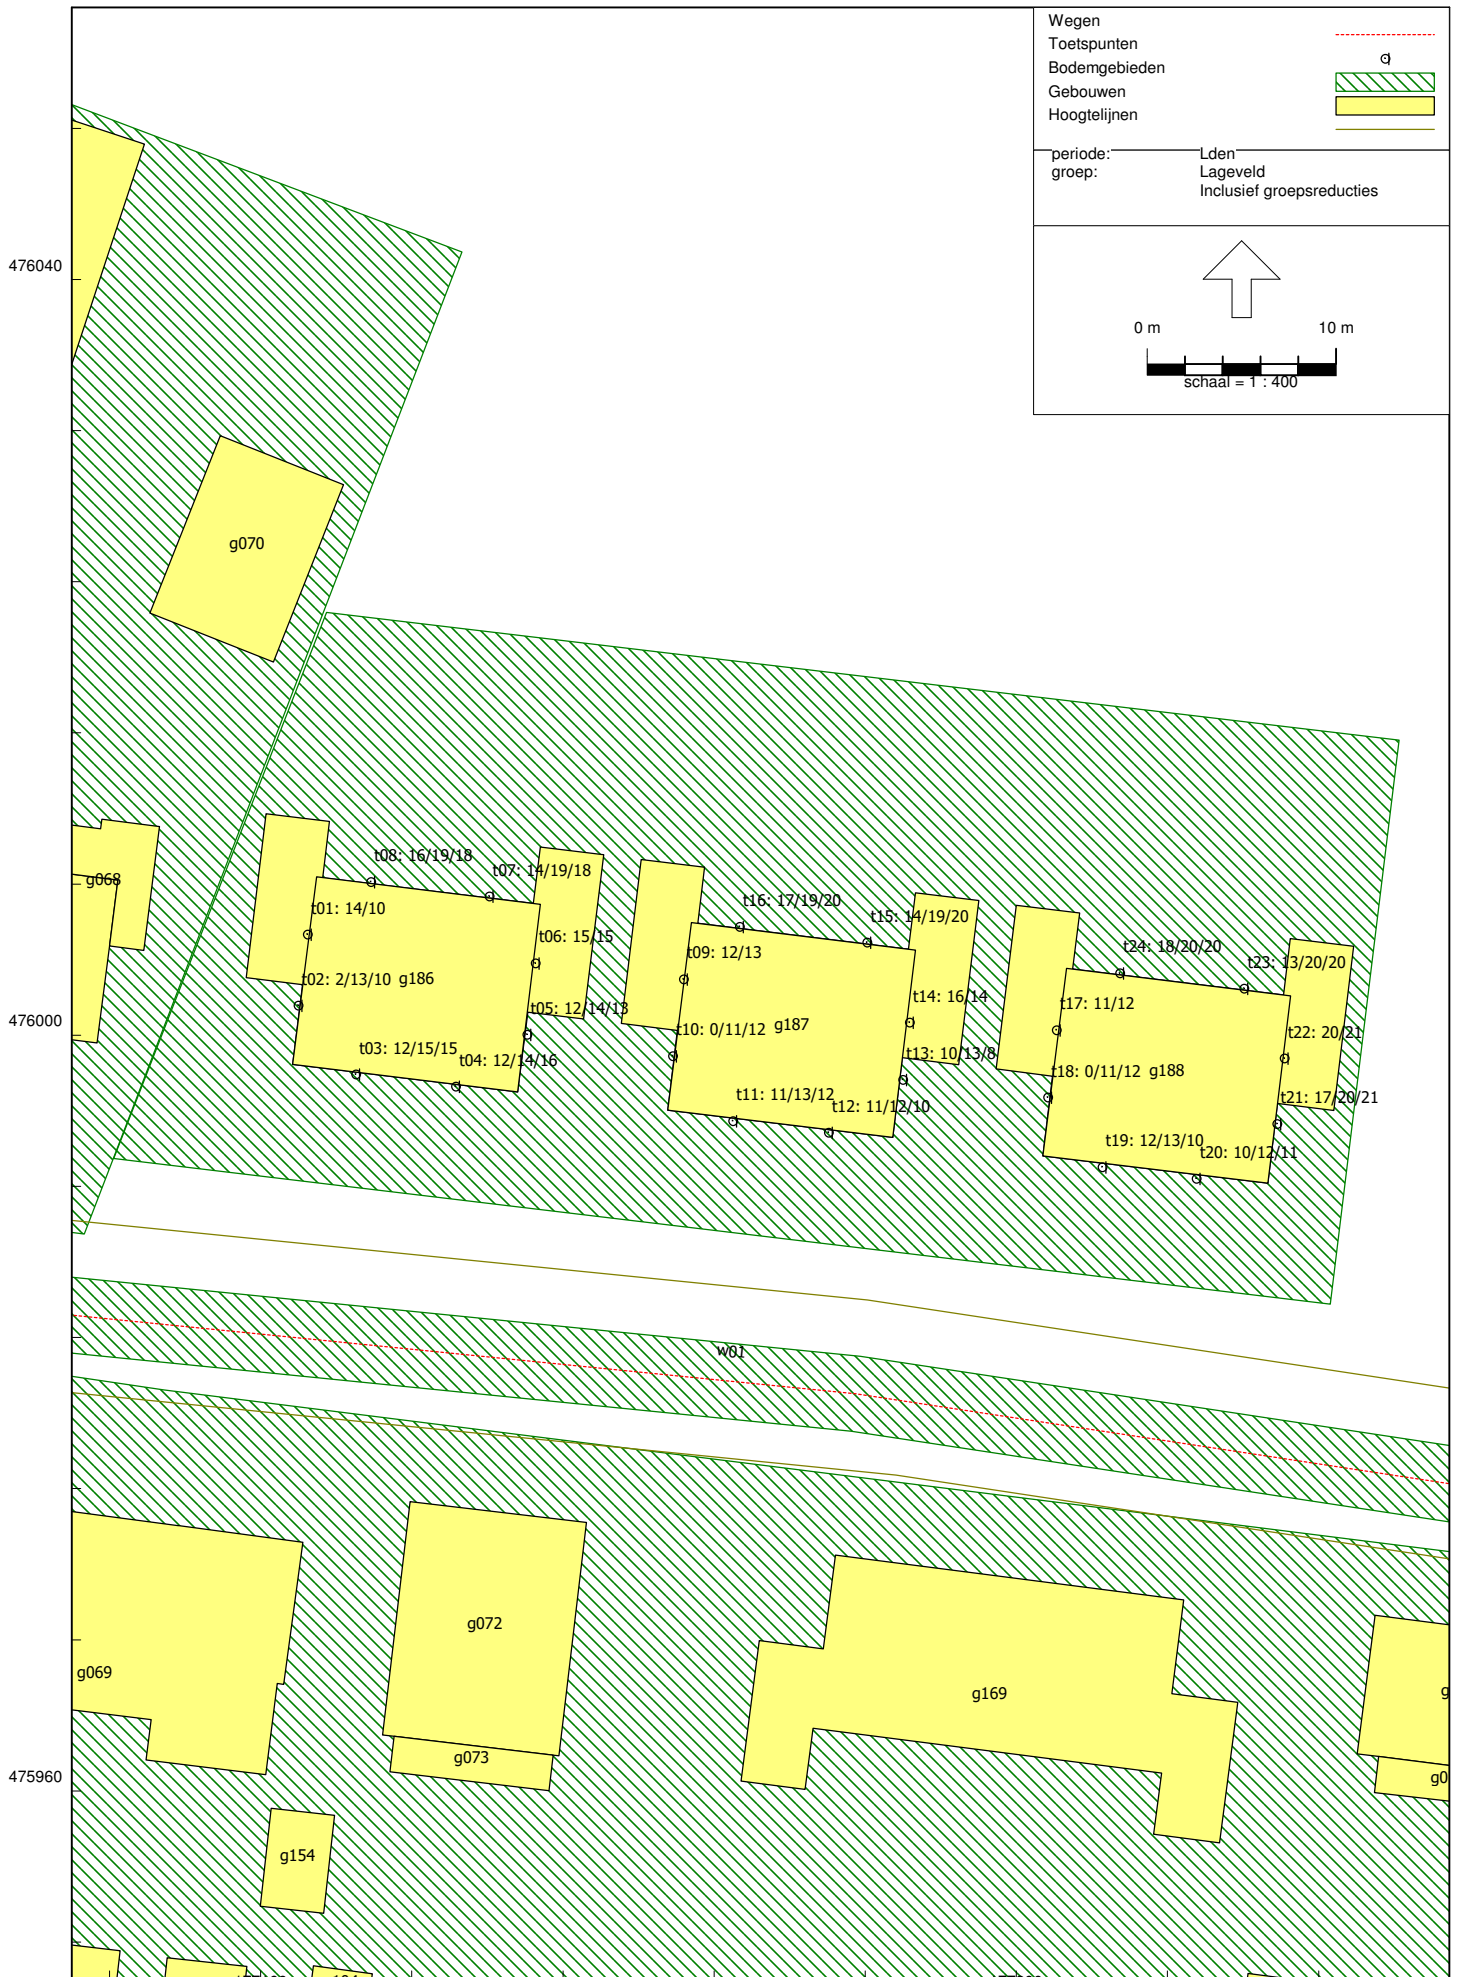 Wegen
Toetspunten
Bodemgebieden
Gebouwen
Hoogtelijnen
periode: Lden
groep: Lageveld
Inclusief groepsreducties
0 m 10 m
schaal = 1 : 400
476040
g070
t08: 16/19/18
t07: 14/19/18
g068
t01: 14/10
t06: 15/15
t16: 17/19/20
t15: 14/19/20
t09: 12/13
t24: 18/20/20
t23: 13/20/20
t02: 2/13/10 g186
t05: 12/14/13
476000
t14: 16/14
t10: 0/11/12 g187
t17: 11/12
t22: 20/21
t03: 12/15/15
t04: 12/14/16
t13: 10/13/8
t18: 0/11/12 g188
t11: 11/13/12
t12: 11/12/10
t21: 17/20/21
t19: 12/13/10
t20: 10/12/11
w01
g072
g069
g169
g
g073
475960
g0
g154